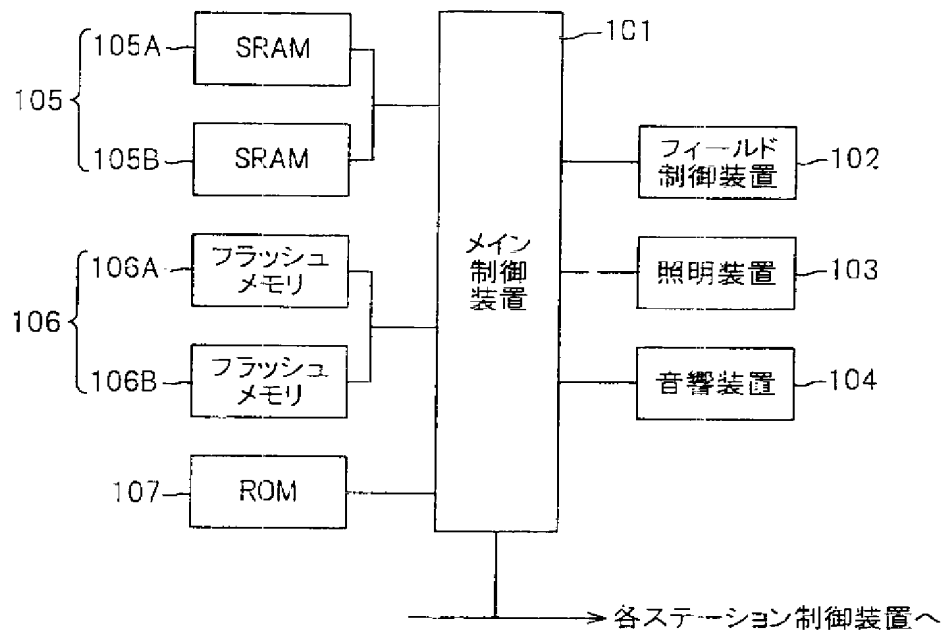 101
105A
SRAM
105
105B
SRAM
フィールド
制御装置
102
メイン
制御
装置
106A
フラッシュ
メモリ
照明装置
103
106
106B
フラッシュ
メモリ
音響装置
104
107
ROM
各ステーション制御装置へ